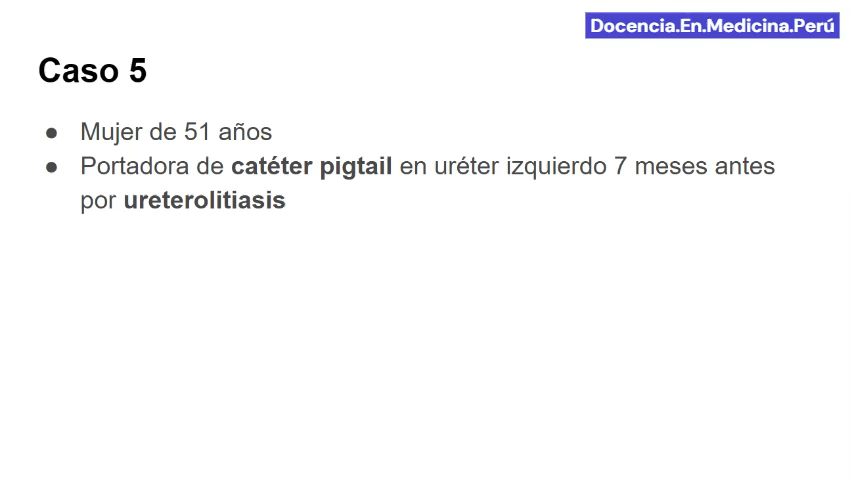 Docencia.En.Medicina.Perú
Caso 5
● Mujer de 51 años
● Portadora de catéter pigtail en uréter izquierdo 7 meses antes
por ureterolitiasis